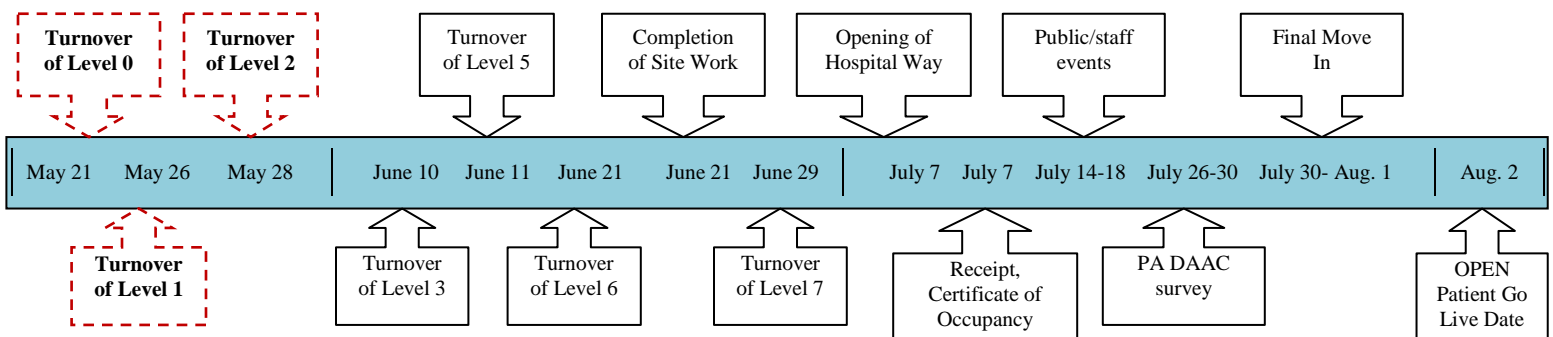 Turnover
of Level 0
Turnover
of Level 2
Turnover
of Level 5
Completion
of Site Work
Opening of
Hospital Way
Public/staff
events
Final Move
In
May 21 May 26 May 28 June 10 June 11 June 21 June 21 June 29 July 7 July 7 July 14-18 July 26-30 July 30- Aug. 1 Aug. 2
Turnover
of Level 1
Turnover
of Level 3
Turnover
of Level 6
Turnover
of Level 7
Receipt,
Certificate of
Occupancy
PA DAAC
survey
OPEN
Patient Go
Live Date